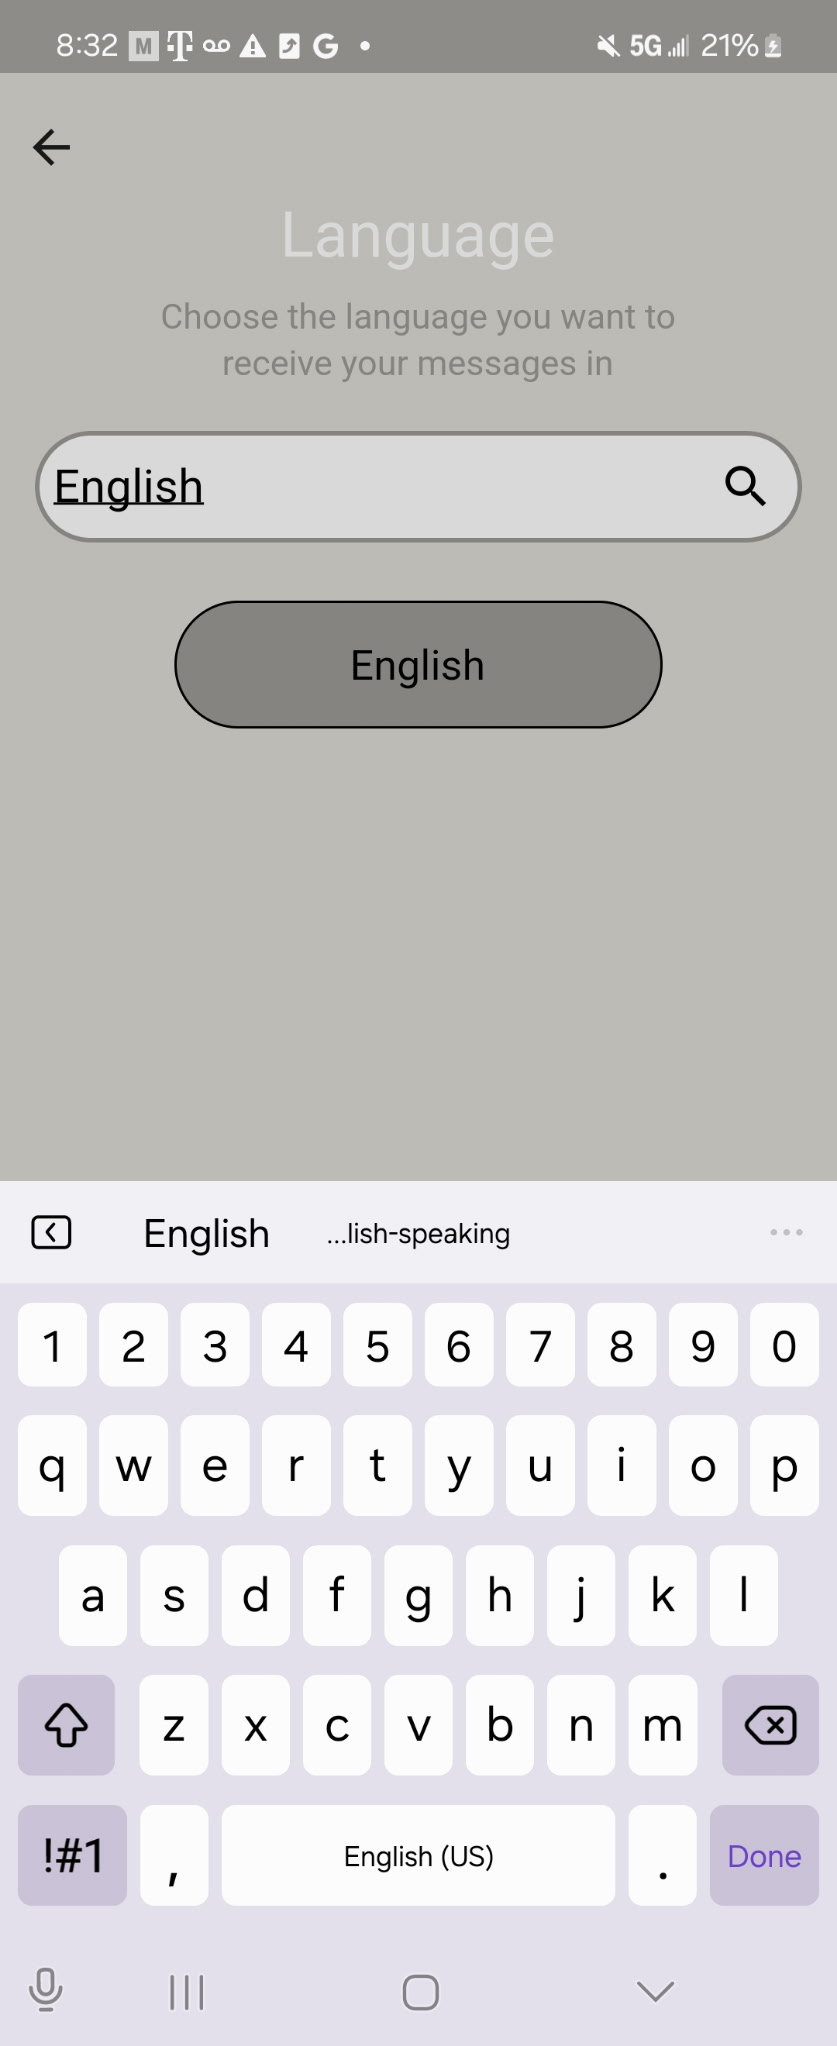 8:32 M T G 5G 21%
Language
Choose the language you want to
receive your messages in
English
English
English ...lish-speaking
1 2 3 4 5 6 7 8 9 0
q w e r t y u i o p
a s d f g h j k l
z x c v b n m
!#1 , English (US) . Done